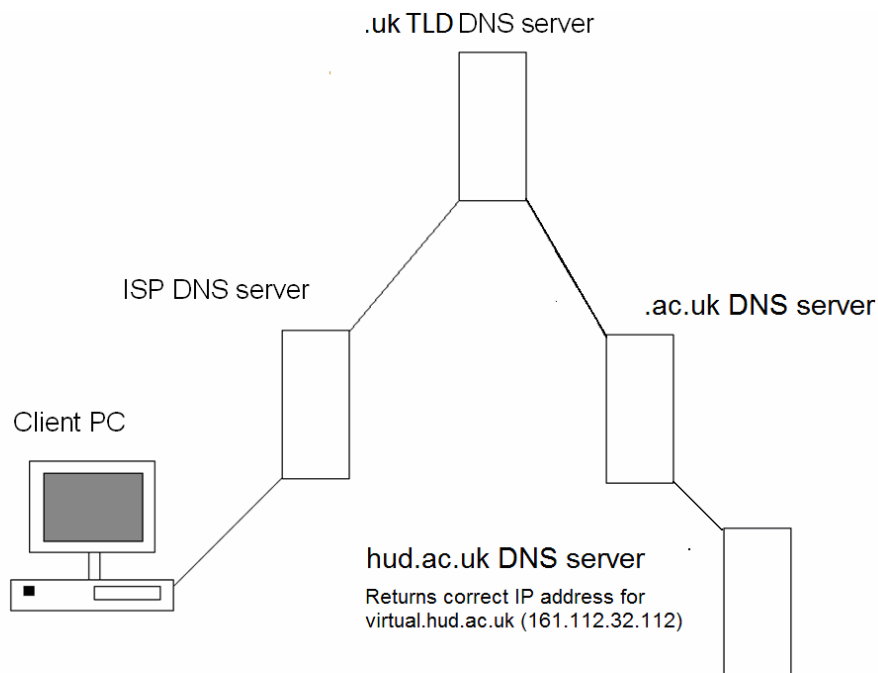 .uk TLD DNS server
ISP DNS server
.ac.uk DNS server
Client PC
hud.ac.uk DNS server
Returns correct IP address for
virtual.hud.ac.uk (161.112.32.112)